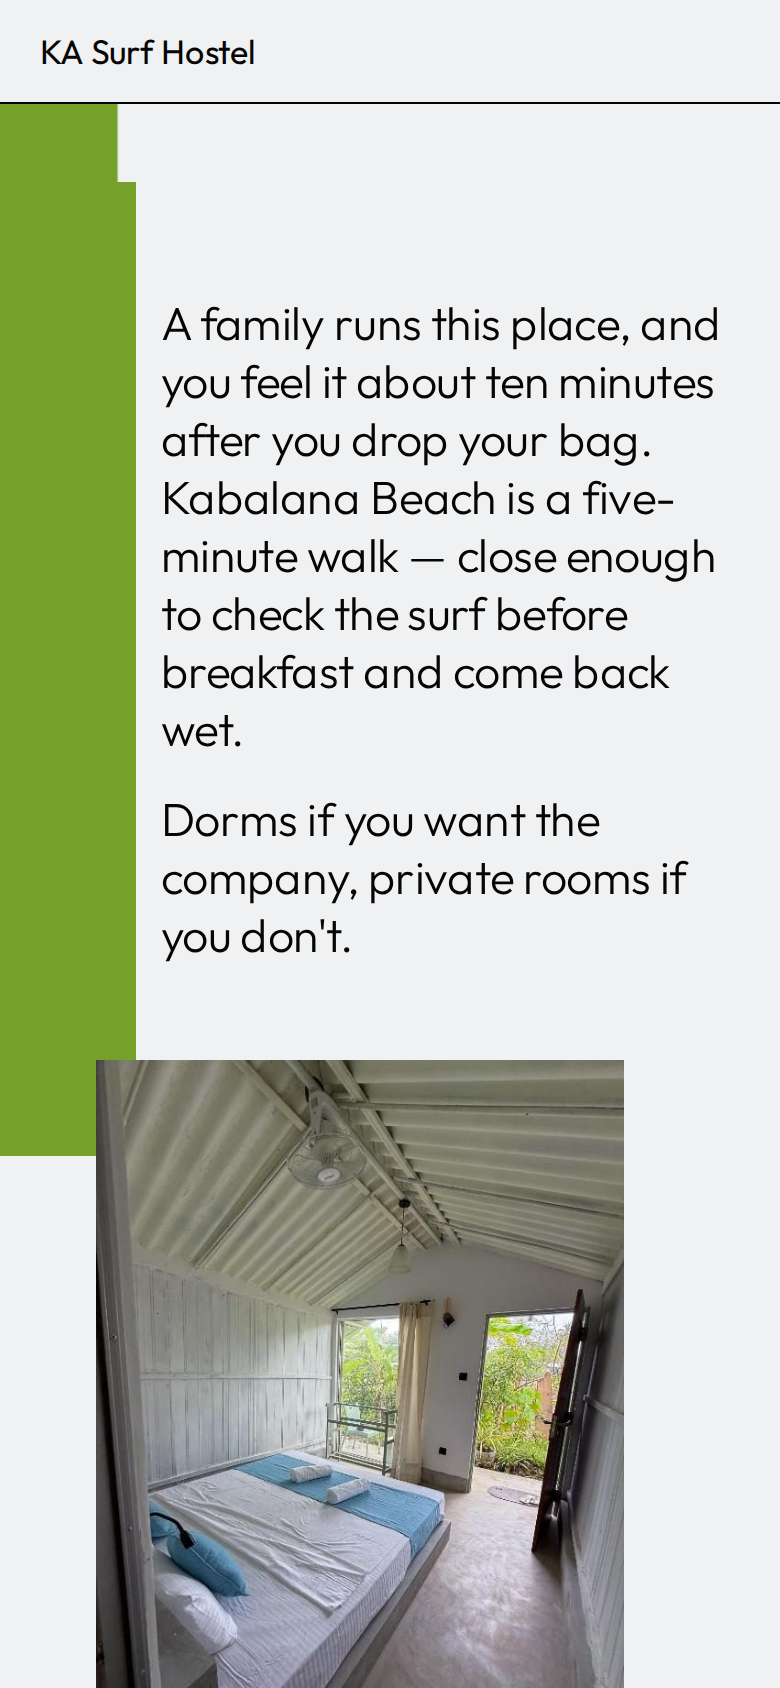 KA Surf Hostel
A family runs this place, and
you feel it about ten minutes
after you drop your bag.
Kabalana Beach is a five-
minute walk — close enough
to check the surf before
breakfast and come back
wet.
Dorms if you want the
company, private rooms if
you don't.